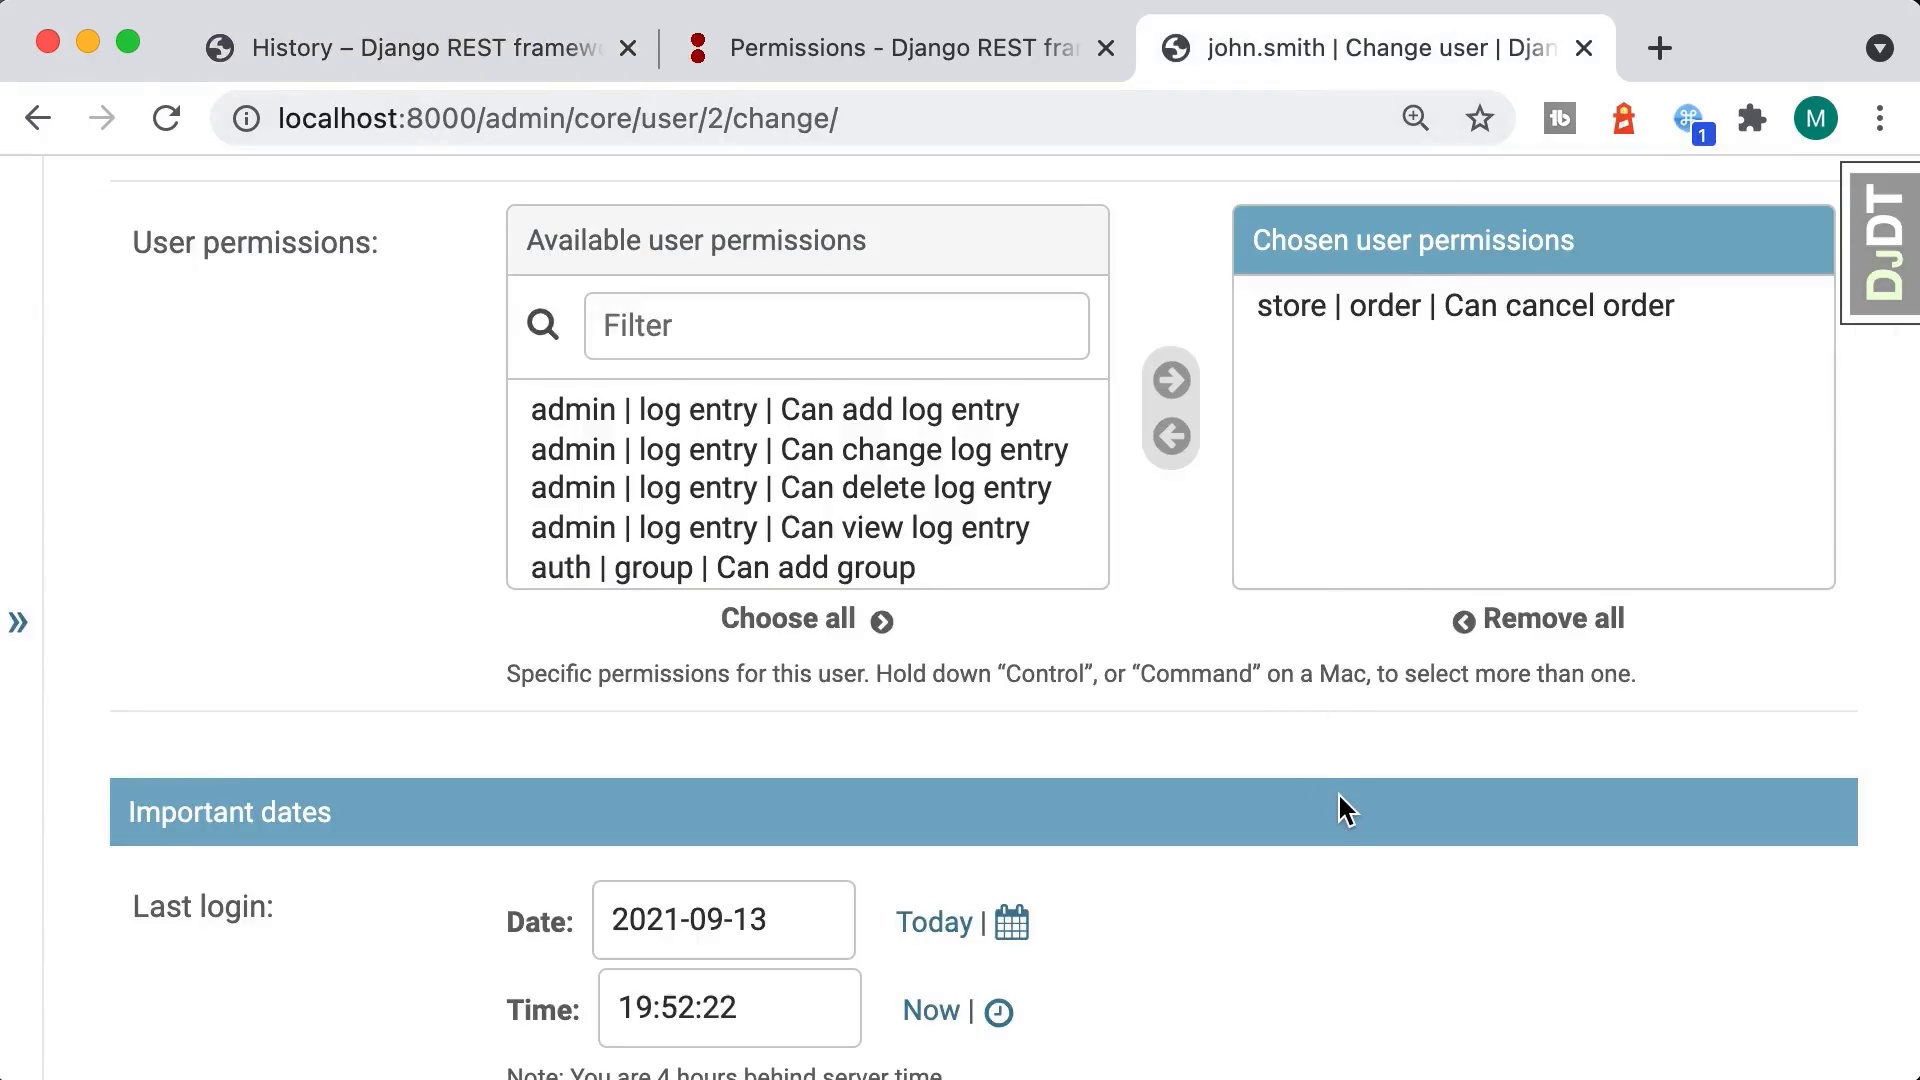 History – Django REST framew
Permissions - Django REST fra
john.smith | Change user | Djan
localhost:8000/admin/core/user/2/change/
1
M
DJDT
User permissions:
Available user permissions
Filter
admin | log entry | Can add log entry
admin | log entry | Can change log entry
admin | log entry | Can delete log entry
admin | log entry | Can view log entry
auth | group | Can add group
Choose all
Chosen user permissions
store | order | Can cancel order
Remove all
Specific permissions for this user. Hold down “Control”, or “Command” on a Mac, to select more than one.
Important dates
Last login:
Date: 2021-09-13 Today |
Time: 19:52:22 Now |
Note: You are 4 hours behind server time.